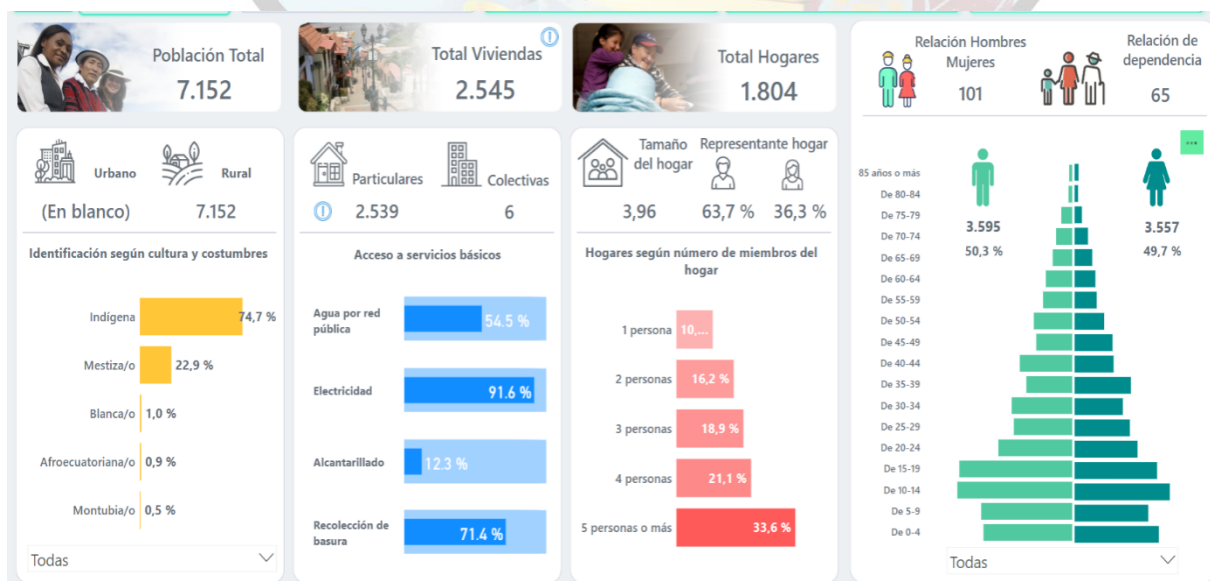 Población Total
7.152
Total Viviendas
2.545
Total Hogares
1.804
Relación Hombres
Mujeres
101
Relación de
dependencia
65
Urbano
(En blanco)
Rural
7.152
Identificación según cultura y costumbres
Indígena 74,7 %
Mestiza/o 22,9 %
Blanca/o 1,0 %
Afroecuatoriana/o 0,9 %
Montubia/o 0,5 %
Todas
Particulares
2.539
Colectivas
6
Acceso a servicios básicos
Agua por red
pública
54.5 %
Electricidad 91.6 %
Alcantarillado 12.3 %
Recolección de
basura
71.4 %
Tamaño
del hogar
3,96
Representante hogar
63,7 % 36,3 %
Hogares según número de miembros del
hogar
1 persona 10,...
2 personas 16,2 %
3 personas 18,9 %
4 personas 21,1 %
5 personas o más 33,6 %
...
3.595
50,3 %
3.557
49,7 %
85 años o más
De 80-84
De 75-79
De 70-74
De 65-69
De 60-64
De 55-59
De 50-54
De 45-49
De 40-44
De 35-39
De 30-34
De 25-29
De 20-24
De 15-19
De 10-14
De 5-9
De 0-4
Todas